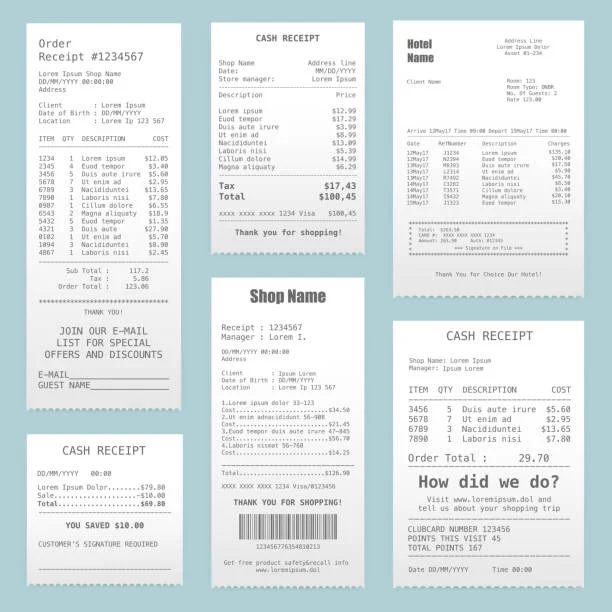 Order
Receipt #1234567
Lorem Ipsum Shop Name
DD/MM/YYYY 00:00:00
Address
Client : Lorem Ipsum
Date of Birth : DD/MM/YYYY
Location : Lorem Ip 123 567
ITEM QTY DESCRIPTION COST
1234 1 Lorem ipsum $12.05
2345 4 Euod tempor $3.40
3456 5 Duis aute irure $5.60
5678 7 Ut enim ad $2.95
6789 3 Nacididuntei $13.65
7890 1 Laboris nisi $7.80
8987 1 Cillum dolore $6.55
6543 2 Magna aliquaty $18.9
5432 5 Euod tempor $1.35
4321 3 Duis aute $27.90
0102 1 Ut enim ad $5.70
1094 3 Nacididuntei $8.90
4867 1 Laboris nisi $2.45
Sub Total : 117.2
Tax : 5.86
Order Total : 123.06
********************************
THANK YOU!
********************************
JOIN OUR E-MAIL
LIST FOR SPECIAL
OFFERS AND DISCOUNTS
E-MAIL
GUEST NAME
CASH RECEIPT
Shop Name Address line
Date: MM/DD/YYYY
Store manager: Lorem Ipsum
Description Price
Lorem ipsum $12.99
Euod tempor $17.29
Duis aute irure $3.99
Ut enim ad $8.99
Nacididuntei $13.09
Laboris nisi $5.39
Cillum dolore $14.99
Magna aliquaty $6.29
Tax $17,43
Total $100,45
xxxx xxxx xxxx 1234 Visa $100,45
Thank you for shopping!
Hotel
Name
Address Line
Lorem Ipsum Dolor
Asset 01-234
Client Name
Room: 123
Room Type: DNBR
No. Of Guests: 2
Rate 123.00
Arrive 12May17 Time 09:00 Depart 15May17 Time 00:00
Date RefNumber Description Charges
12May17 J1234 Lorem ipsum $135.10
12May17 N2394 Euod tempor $20.40
13May17 M0393 Duis aute irure $17.50
13May17 L2314 Ut enim ad $5.90
13May17 R7492 Nacididuntei $70.65
14May17 C3282 Laboris nisi $8.50
14May17 T3571 Cillum dolore $40.40
14May17 I9432 Magna aliquaty $20.20
15May17 J1323 Euod tempor $15.30
Total: $263.50
CARD #: XXXX XXXX XXXX 1234
Amount: 263,90 Auth: 012345
*** Signature on File ***
Thank You For Choice Our Hotel!
Shop Name
Receipt : 1234567
Manager : Lorem I.
DD/MM/YYYY 00:00:00
Address
Client : Ipsum Lorem
Date of Birth : DD/MM/YYYY
Location : Lorem Ip 123 567
1.Lorem ipsum dolor 33-123
Cost............................$34.50
2.Ut enim adnacididunt 56-908
Cost............................$21.45
3.Euod tempor duis aute irure 47-845
Cost............................$56.70
4.Laboris nismat 56-768
Cost............................$14.25
Total...........................$126.90
XXXX XXXX XXXX 1234 Visa/0123456
THANK YOU FOR SHOPPING!
123456776354810213
Get free product safety&recall info
www.loremipsum.dol
CASH RECEIPT
Shop Name: Lorem Ipsum
Manager: Ipsum Lorem
ITEM QTY DESCRIPTION COST
3456 5 Duis aute irure $5.60
5678 7 Ut enim ad $2.95
6789 3 Nacididuntei $13.65
7890 1 Laboris nisi $7.80
Order Total : 29.70
How did we do?
Visit www.loremipsum.dol and
tell us about your shopping trip
CLUBCARD NUMBER 123456
POINTS THIS VISIT 45
TOTAL POINTS 167
Date DD/MM/YYYY Time 00:00
CASH RECEIPT
DD/MM/YYYY 00:00
Lorem Ipsum Dolor........$79.80
Sale....................-$10.00
Total...................$69.80
YOU SAVED $10.00
CUSTOMER'S SIGNATURE REQUIRED